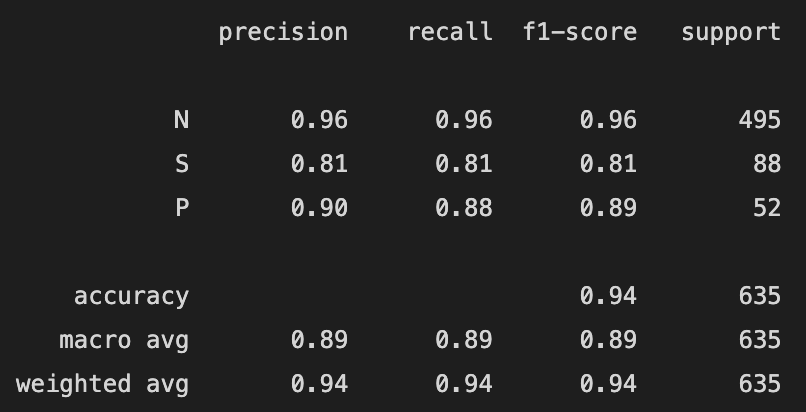 precision recall f1-score support
N 0.96 0.96 0.96 495
S 0.81 0.81 0.81 88
P 0.90 0.88 0.89 52
accuracy 0.94 635
macro avg 0.89 0.89 0.89 635
weighted avg 0.94 0.94 0.94 635